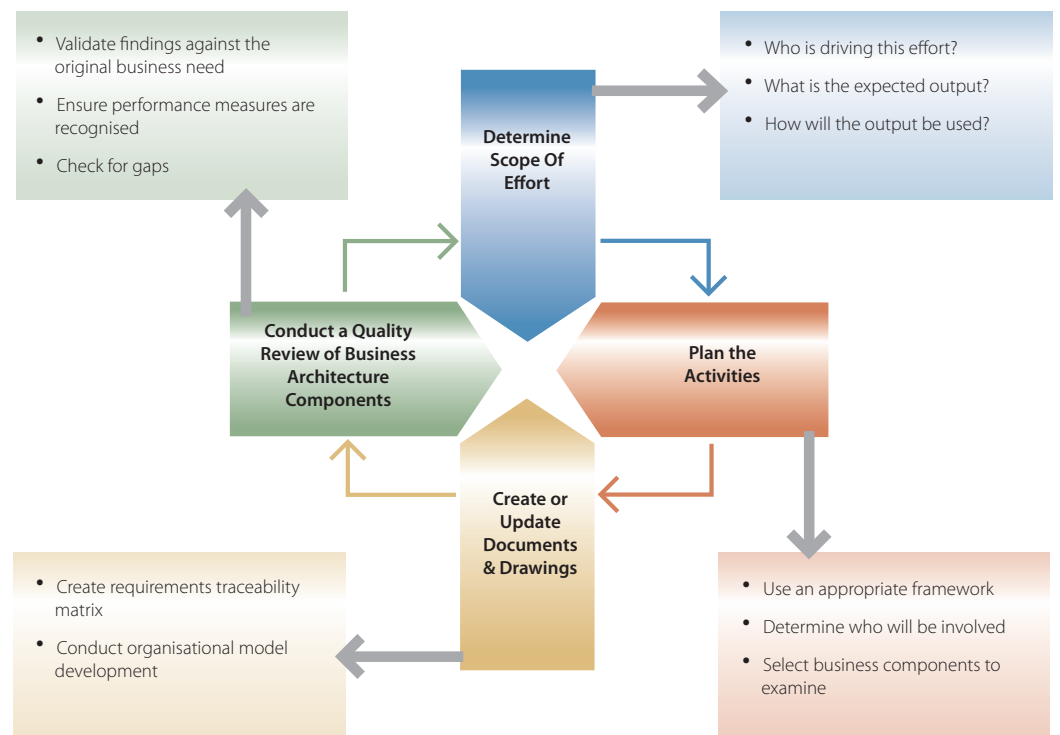 • Validate findings against the
original business need
• Ensure performance measures are
recognised
• Check for gaps
Determine
Scope Of
Effort
• Who is driving this effort?
• What is the expected output?
• How will the output be used?
Conduct a Quality
Review of Business
Architecture
Components
Plan the
Activities
Create or
Update
Documents
& Drawings
• Create requirements traceability
matrix
• Conduct organisational model
development
• Use an appropriate framework
• Determine who will be involved
• Select business components to
examine